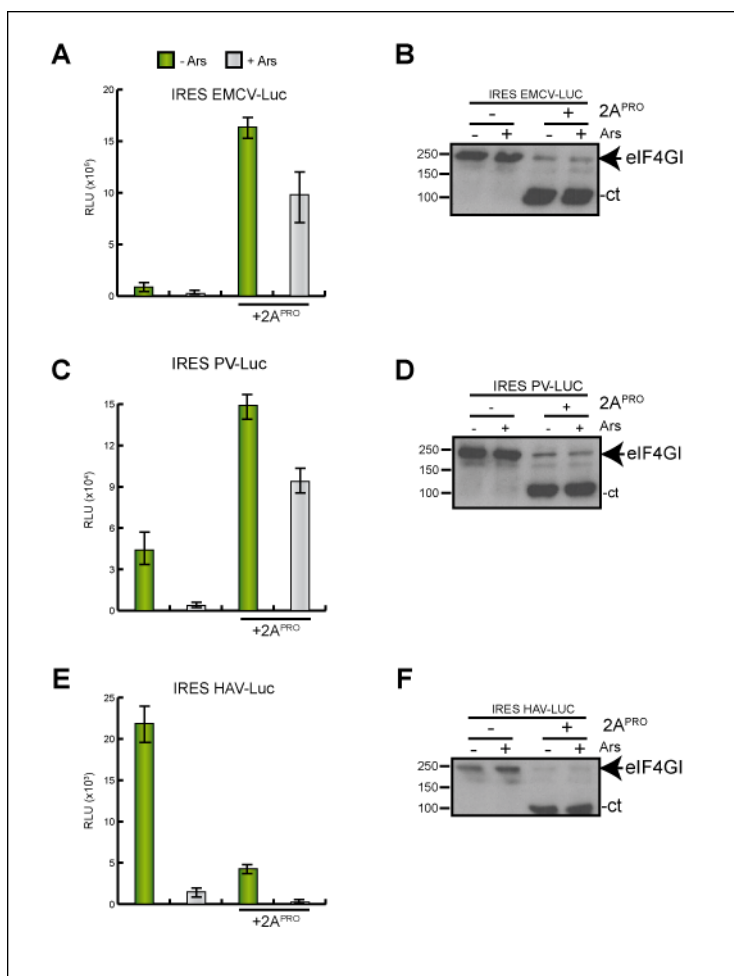 A
- Ars + Ars
IRES EMCV-Luc
RLU (x10⁵)
20
15
10
5
0
+2A^PRO
B
IRES EMCV-LUC
- + 2A^PRO
- + - + Ars
250
150
100
eIF4GI
-ct
C
IRES PV-Luc
RLU (x10⁴)
15
12
9
6
3
0
+2A^PRO
D
IRES PV-LUC
- + 2A^PRO
- + - + Ars
250
150
100
eIF4GI
-ct
E
IRES HAV-Luc
RLU (x10³)
25
20
15
10
5
0
+2A^PRO
F
IRES HAV-LUC
- + 2A^PRO
- + - + Ars
250
150
100
eIF4GI
-ct